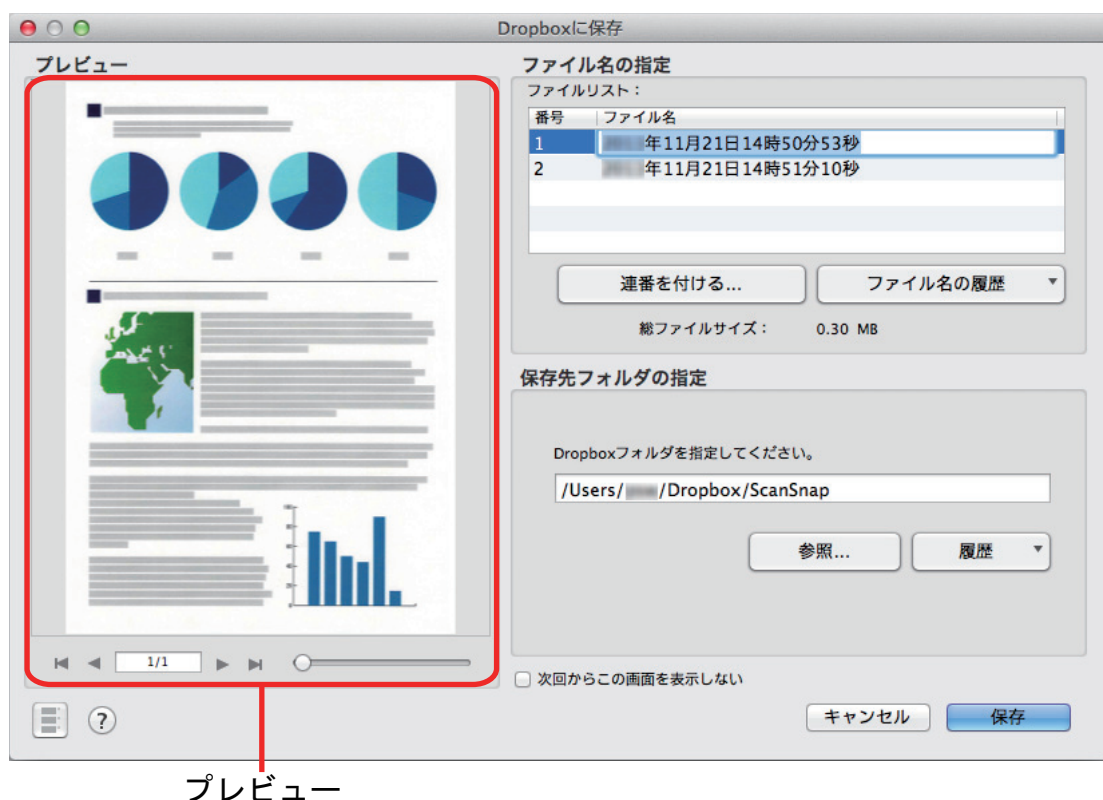 Dropboxに保存
プレビュー
ファイル名の指定
ファイルリスト：
番号 ファイル名
1 年11月21日14時50分53秒
2 年11月21日14時51分10秒
連番を付ける... ファイル名の履歴
総ファイルサイズ： 0.30 MB
保存先フォルダの指定
Dropboxフォルダを指定してください。
/Users/ /Dropbox/ScanSnap
参照... 履歴
1/1
次回からこの画面を表示しない
?
キャンセル 保存
プレビュー